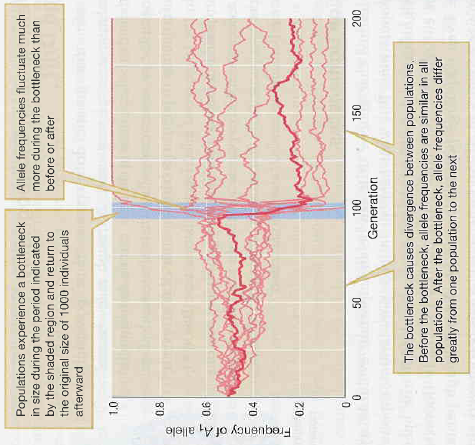 Populations experience a bottleneck
in size during the period indicated
by the shaded region and return to
the original size of 1000 individuals
afterward
Allele frequencies fluctuate much
more during the bottleneck than
before or after
Frequency of A1 allele
1.0
0.8
0.6
0.4
0.2
0
0
50
100
150
200
Generation
The bottleneck causes divergence between populations.
Before the bottleneck, allele frequencies are similar in all
populations. After the bottleneck, allele frequencies differ
greatly from one population to the next